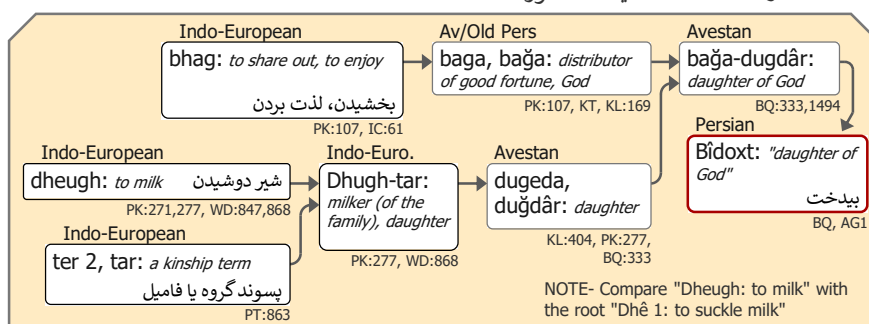 Indo-European
bhag: to share out, to enjoy
بخشیدن، لذت بردن
PK:107, IC:61
Av/Old Pers
baga, bağa: distributor
of good fortune, God
PK:107, KT, KL:169
Avestan
bağa-dugdâr:
daughter of God
BQ:333,1494
Persian
Bîdoxt: "daughter of
God"
بیدخت
BQ, AG1
Indo-European
dheugh: to milk شیر دوشیدن
PK:271,277, WD:847,868
Indo-Euro.
Dhugh-tar:
milker (of the
family), daughter
PK:277, WD:868
Avestan
dugeda,
duğdâr: daughter
KL:404, PK:277,
BQ:333
Indo-European
ter 2, tar: a kinship term
پسوند گروه یا فامیل
PT:863
NOTE- Compare "Dheugh: to milk" with
the root "Dhê 1: to suckle milk"